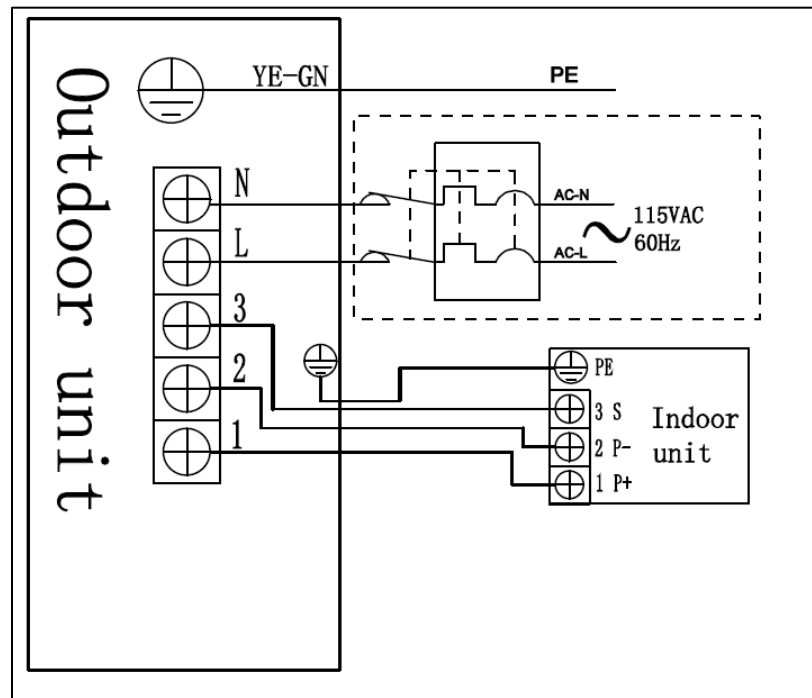 Outdoor unit
YE-GN
PE
N
L
3
2
1
AC-N
AC-L
115VAC
60Hz
PE
3 S
2 P-
1 P+
Indoor
unit